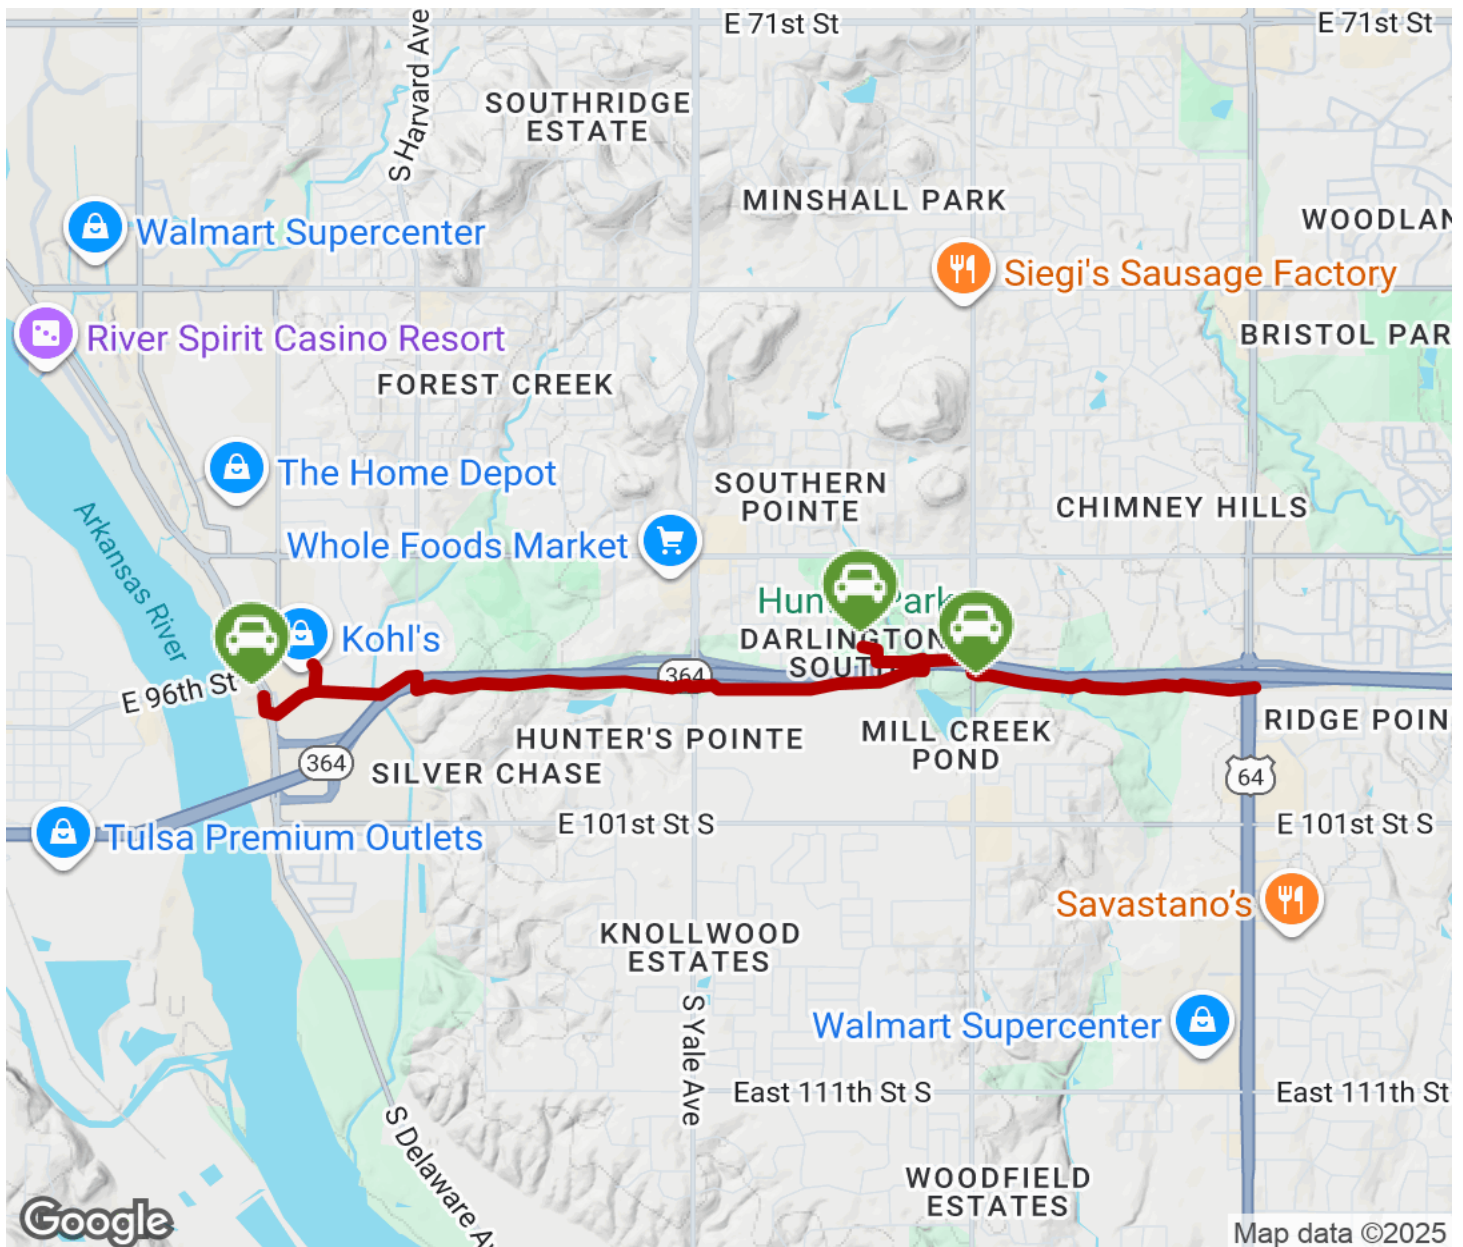 E 71st St
E 71st St
S Harvard Ave
SOUTHRIDGE
ESTATE
MINSHALL PARK
WOODLAN
Walmart Supercenter
Siegi's Sausage Factory
River Spirit Casino Resort
BRISTOL PAR
FOREST CREEK
The Home Depot
SOUTHERN
POINTE
CHIMNEY HILLS
Whole Foods Market
Arkansas River
Park
Kohl's
DARLINGTON
E 96th St
364
HUNTER'S POINTE
MILL CREEK
POND
RIDGE POIN
364
SILVER CHASE
64
E 101st St S
E 101st St S
Tulsa Premium Outlets
Savastano’s
KNOLLWOOD
ESTATES
S Yale Ave
Walmart Supercenter
East 111th St S
East 111th St
S Delaware Av
WOODFIELD
ESTATES
Google
Map data ©2025